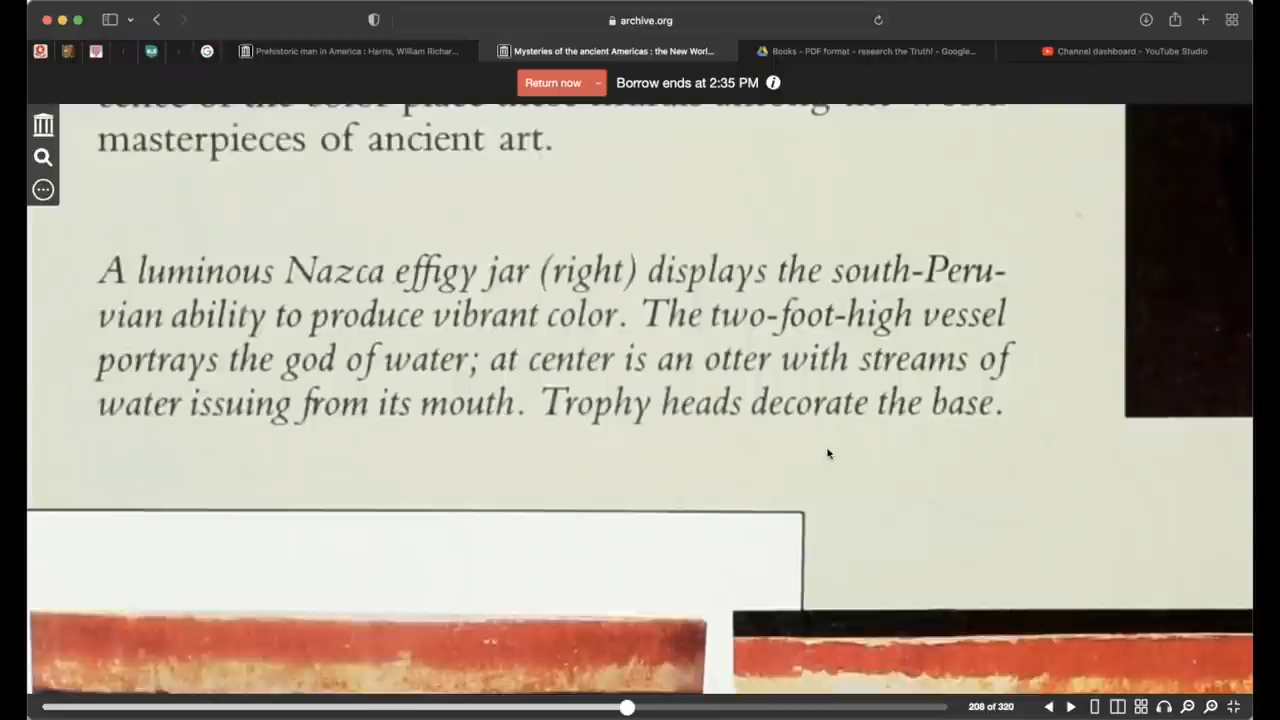 archive.org
Prehistoric man in America : Harris, William Richar...
Mysteries of the ancient Americas : the New Worl...
Books - PDF format - research the Truth! - Google...
Channel dashboard - YouTube Studio
Return now
Borrow ends at 2:35 PM
masterpieces of ancient art.
A luminous Nazca effigy jar (right) displays the south-Peru-
vian ability to produce vibrant color. The two-foot-high vessel
portrays the god of water; at center is an otter with streams of
water issuing from its mouth. Trophy heads decorate the base.
208 of 320